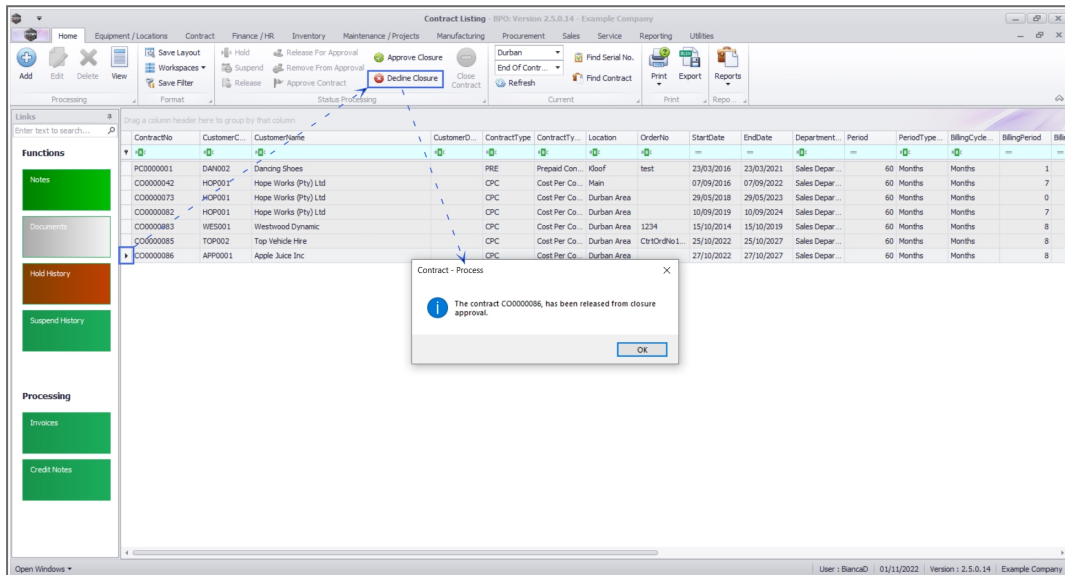 Contract Listing - BPO: Version 2.5.0.14 - Example Company
Home Equipment / Locations Contract Finance / HR Inventory Maintenance / Projects Manufacturing Procurement Sales Service Reporting Utilities
Add Edit Delete View
Processing
Save Layout
Workspaces
Save Filter
Format
Hold Release For Approval
Suspend Remove From Approval
Release Approve Contract
Approve Closure
Decline Closure
Close Contract
Status Processing
Durban
End Of Contr...
Refresh
Find Serial No.
Find Contract
Current
Print Export
Print
Reports
Repo...
Links
Enter text to search...
Functions
Notes
Documents
Hold History
Suspend History
Processing
Invoices
Credit Notes
Drag a column header here to group by that column
ContractNo CustomerC... CustomerName CustomerD... ContractType ContractTy... Location OrderNo StartDate EndDate Department... Period PeriodType... BillingCycle... BillingPeriod Billi
PC0000001 DAN002 Dancing Shoes PRE Prepaid Con... Kloof test 23/03/2016 23/03/2021 Sales Depar... 60 Months Months 1
CO0000042 HOP001 Hope Works (Pty) Ltd CPC Cost Per Co... Main 07/09/2016 07/09/2022 Sales Depar... 60 Months Months 7
CO0000073 HOP001 Hope Works (Pty) Ltd CPC Cost Per Co... Durban Area 29/05/2018 29/05/2023 Sales Depar... 60 Months Months 0
CO0000082 HOP001 Hope Works (Pty) Ltd CPC Cost Per Co... Durban Area 10/09/2019 10/09/2024 Sales Depar... 60 Months Months 7
CO0000083 WES001 Westwood Dynamic CPC Cost Per Co... Durban Area 1234 15/10/2014 15/10/2019 Sales Depar... 60 Months Months 8
CO0000085 TOP002 Top Vehicle Hire CPC Cost Per Co... Durban Area CtrtOrdNo1... 25/10/2022 25/10/2027 Sales Depar... 60 Months Months 8
CO0000086 APP0001 Apple Juice Inc CPC Cost Per Co... Durban Area 27/10/2022 27/10/2027 Sales Depar... 60 Months Months 8
Contract - Process
The contract CO0000086, has been released from closure
approval.
OK
Open Windows
User : BiancaD 01/11/2022 Version : 2.5.0.14 Example Company